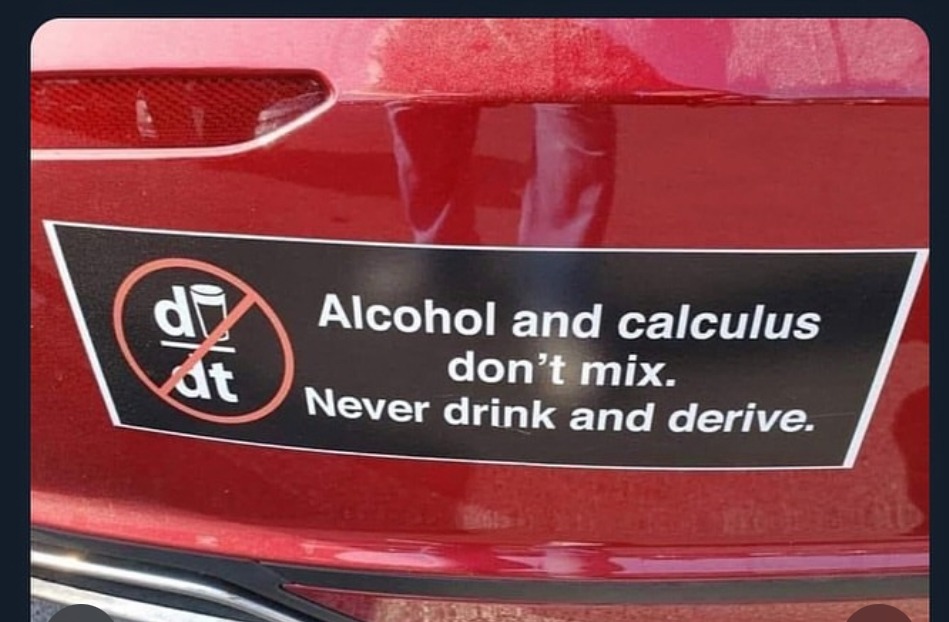 d
dt
Alcohol and calculus
don't mix.
Never drink and derive.